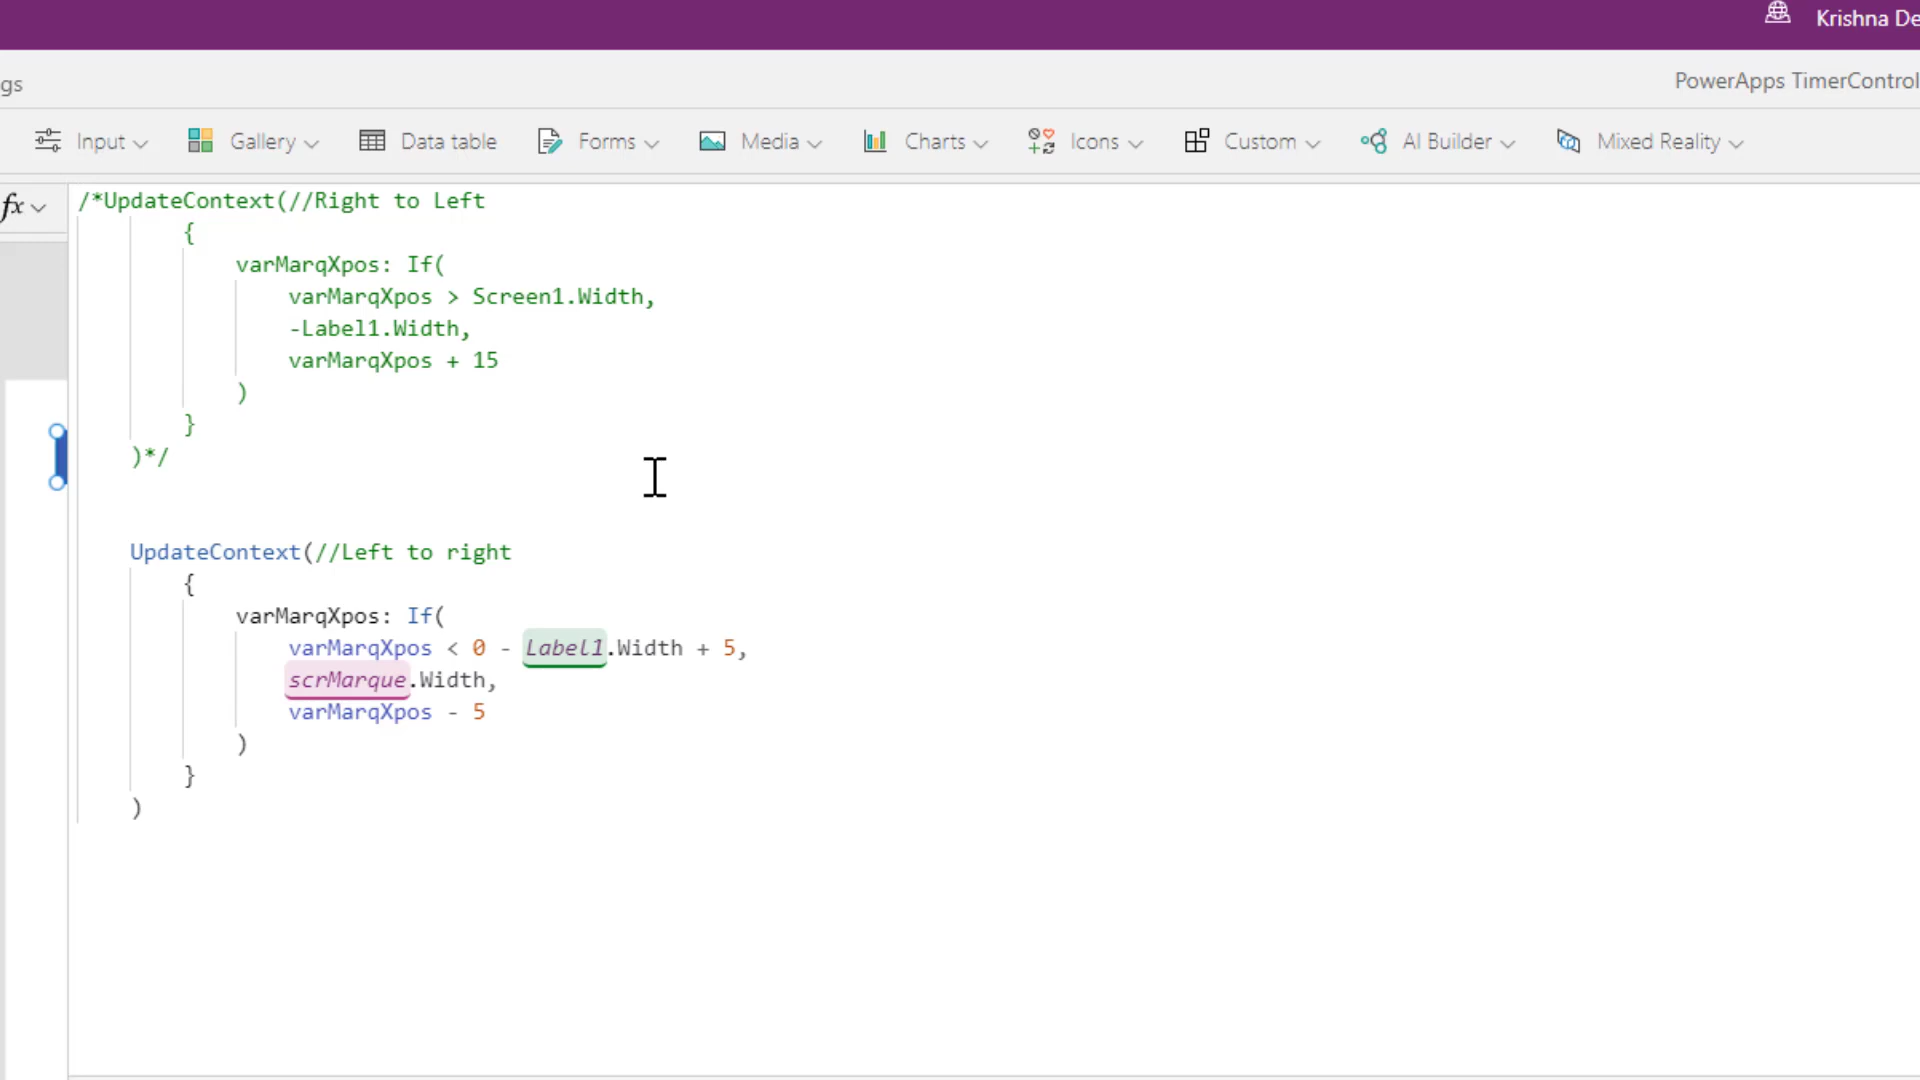 Krishna De
gs
PowerApps TimerControl
Input Gallery Data table Forms Media Charts Icons Custom AI Builder Mixed Reality
fx
/*UpdateContext(//Right to Left
{
varMarqXpos: If(
varMarqXpos > Screen1.Width,
-Label1.Width,
varMarqXpos + 15
)
}
)*/
UpdateContext(//Left to right
{
varMarqXpos: If(
varMarqXpos < 0 - Label1.Width + 5,
scrMarque.Width,
varMarqXpos - 5
)
}
)